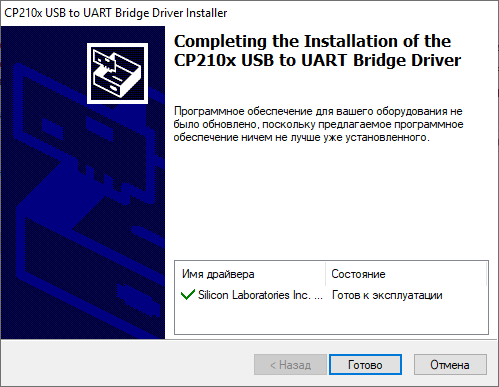 CP210x USB to UART Bridge Driver Installer
Completing the Installation of the
CP210x USB to UART Bridge Driver
Программное обеспечение для вашего оборудования не
было обновлено, поскольку предлагаемое программное
обеспечение ничем не лучше уже установленного.
Имя драйвера Состояние
Silicon Laboratories Inc. ... Готов к эксплуатации
< Назад Готово Отмена